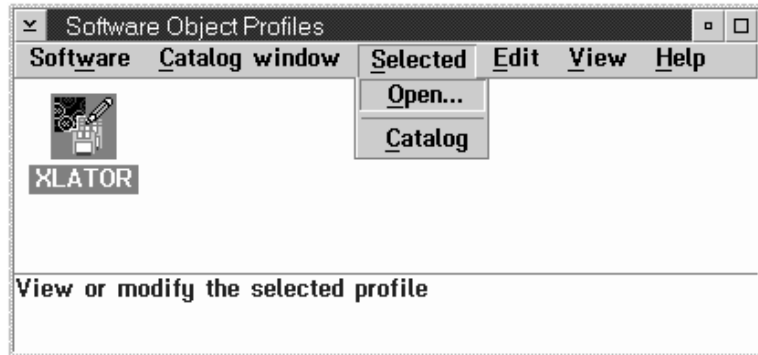 Software Object Profiles
Software Catalog window Selected Edit View Help
Open...
Catalog
XLATOR
View or modify the selected profile